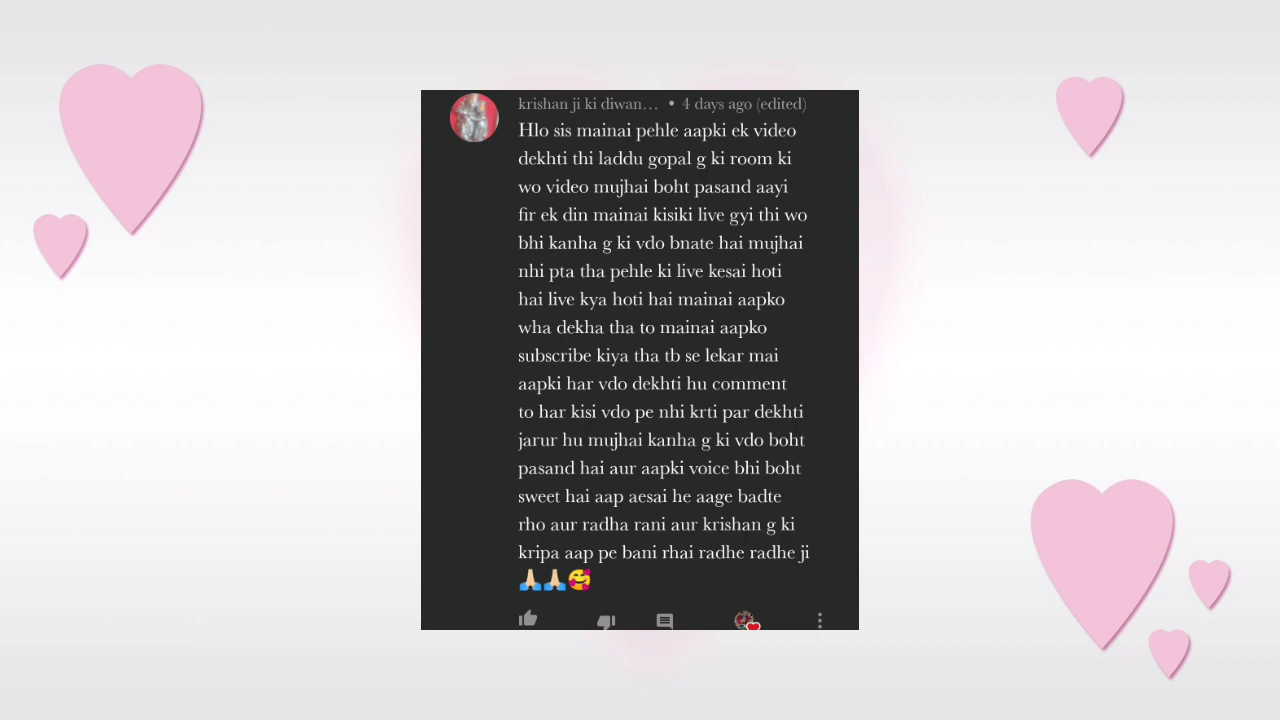 krishan ji ki diwan... • 4 days ago (edited)
Hlo sis mainai pehle aapki ek video
dekhti thi laddu gopal g ki room ki
wo video mujhai boht pasand aayi
fir ek din mainai kisiki live gyi thi wo
bhi kanha g ki vdo bnate hai mujhai
nhi pta tha pehle ki live kesai hoti
hai live kya hoti hai mainai aapko
wha dekha tha to mainai aapko
subscribe kiya tha tb se lekar mai
aapki har vdo dekhti hu comment
to har kisi vdo pe nhi krti par dekhti
jarur hu mujhai kanha g ki vdo boht
pasand hai aur aapki voice bhi boht
sweet hai aap aesai he aage badte
rho aur radha rani aur krishan g ki
kripa aap pe bani rhai radhe radhe ji
🙏🏻🙏🏻🥰